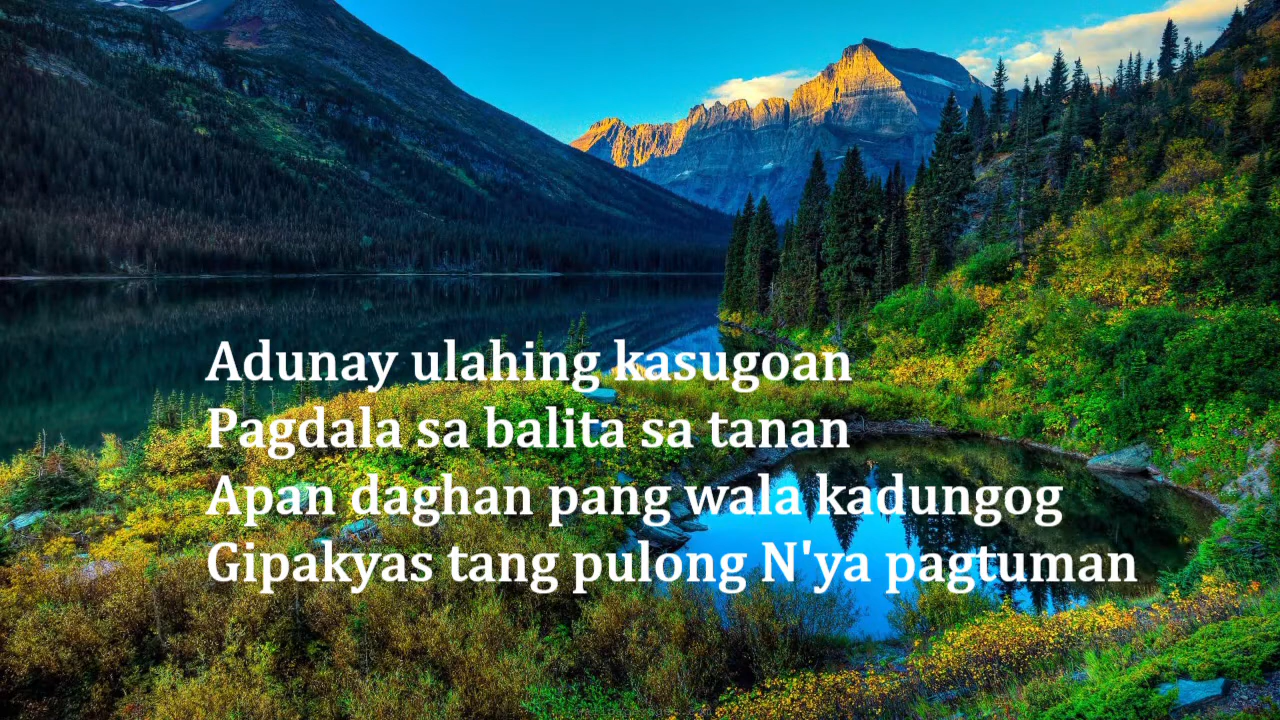 Adunay ulahing kasugoan
Pagdala sa balita sa tanan
Apan daghan pang wala kadungog
Gipakyas tang pulong N'ya pagtuman